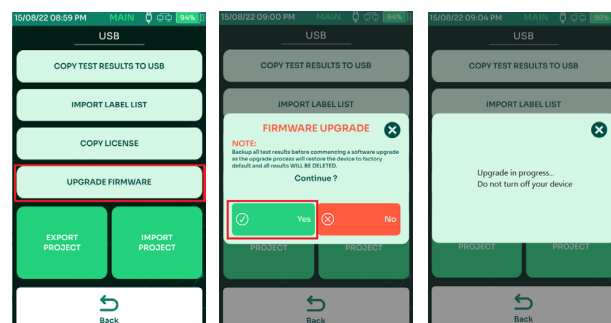 15/08/22 08:59 PM MAIN 94%
USB
COPY TEST RESULTS TO USB
IMPORT LABEL LIST
COPY LICENSE
UPGRADE FIRMWARE
EXPORT
PROJECT
IMPORT
PROJECT
Back
15/08/22 09:00 PM MAIN 94%
USB
COPY TEST RESULTS TO USB
IMPORT LABEL LIST
FIRMWARE UPGRADE
NOTE:
Backup all test results before commencing a software upgrade
as the upgrade process will restore the device to factory
default and all results WILL BE DELETED.
Continue ?
Yes
No
PROJECT
PROJECT
Back
15/08/22 09:04 PM MAIN 95%
USB
COPY TEST RESULTS TO USB
IMPORT LABEL LIST
Upgrade in progress...
Do not turn off your device
PROJECT
PROJECT
Back